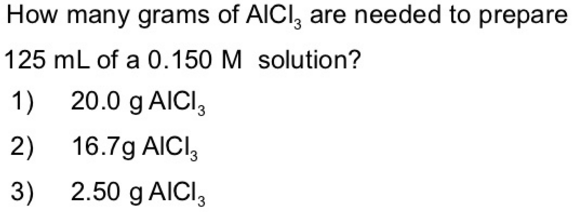 How many grams of AlCl₃ are needed to prepare
125 mL of a 0.150 M solution?
1) 20.0 g AlCl₃
2) 16.7g AlCl₃
3) 2.50 g AlCl₃